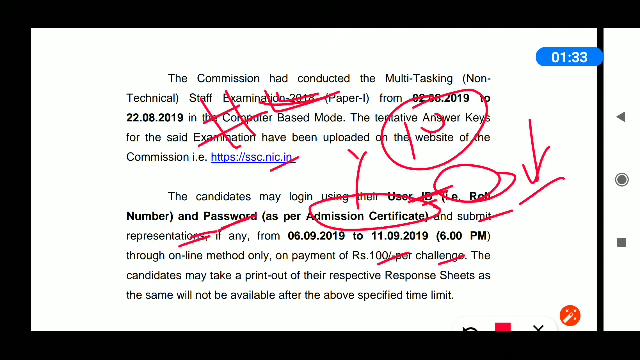 01:33
The Commission had conducted the Multi-Tasking (Non-
Technical) Staff Examination-2018 (Paper-I) from 02.08.2019 to
22.08.2019 in the Computer Based Mode. The tentative Answer Keys
for the said Examination have been uploaded on the website of the
Commission i.e. https://ssc.nic.in.
The candidates may login using their User ID (i.e. Roll
Number) and Password (as per Admission Certificate) and submit
representations, if any, from 06.09.2019 to 11.09.2019 (6.00 PM)
through on-line method only, on payment of Rs.100/-per challenge. The
candidates may take a print-out of their respective Response Sheets as
the same will not be available after the above specified time limit.